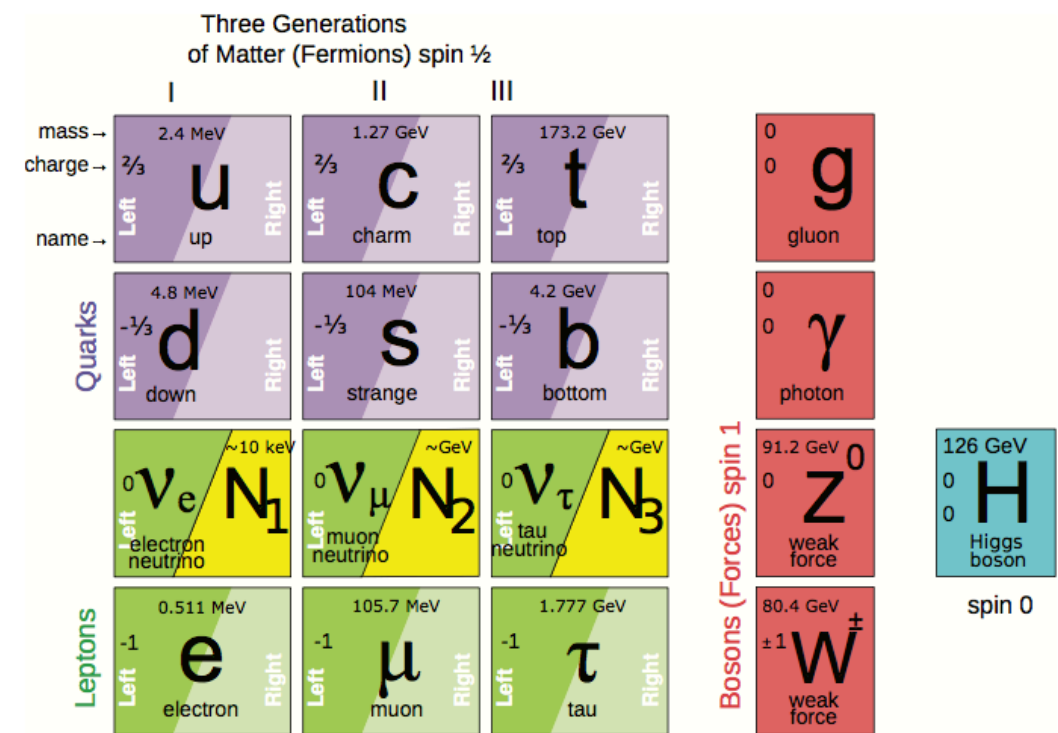 Three Generations
of Matter (Fermions) spin ½
I II III
mass→
charge→
name→
2.4 MeV
⅔
u
Left
Right
up
1.27 GeV
⅔
c
Left
Right
charm
173.2 GeV
⅔
t
Left
Right
top
0
0
g
gluon
Quarks
4.8 MeV
-⅓
d
Left
Right
down
104 MeV
-⅓
s
Left
Right
strange
4.2 GeV
-⅓
b
Left
Right
bottom
0
0
γ
photon
~10 keV
0
νe
N1
Left
electron
neutrino
~GeV
0
νμ
N2
Left
muon
neutrino
~GeV
0
ντ
N3
Left
tau
neutrino
Bosons (Forces) spin 1
91.2 GeV
0
Z0
weak
force
126 GeV
0
0
H
Higgs
boson
spin 0
Leptons
0.511 MeV
-1
e
Left
Right
electron
105.7 MeV
-1
μ
Left
Right
muon
1.777 GeV
-1
τ
Left
Right
tau
80.4 GeV
±1
W±
weak
force